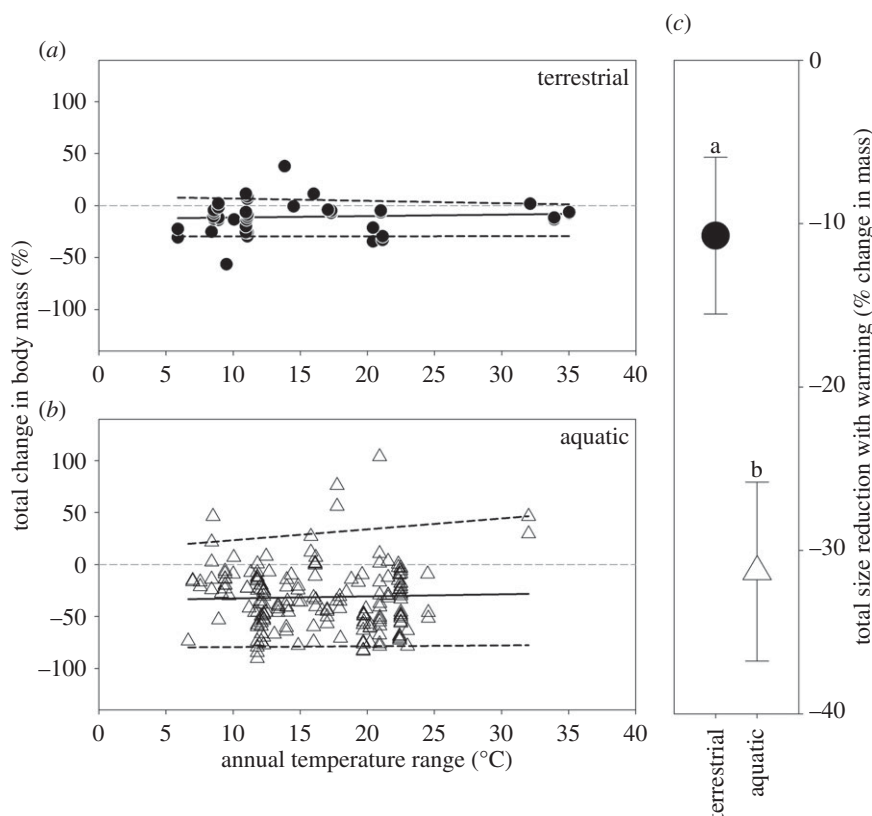 (a)
terrestrial
100
50
0
–50
–100
0 5 10 15 20 25 30 35 40
(b)
aquatic
100
50
0
–50
–100
0 5 10 15 20 25 30 35 40
annual temperature range (°C)
total change in body mass (%)
(c)
a
b
0
–10
–20
–30
–40
total size reduction with warming (% change in mass)
terrestrial
aquatic